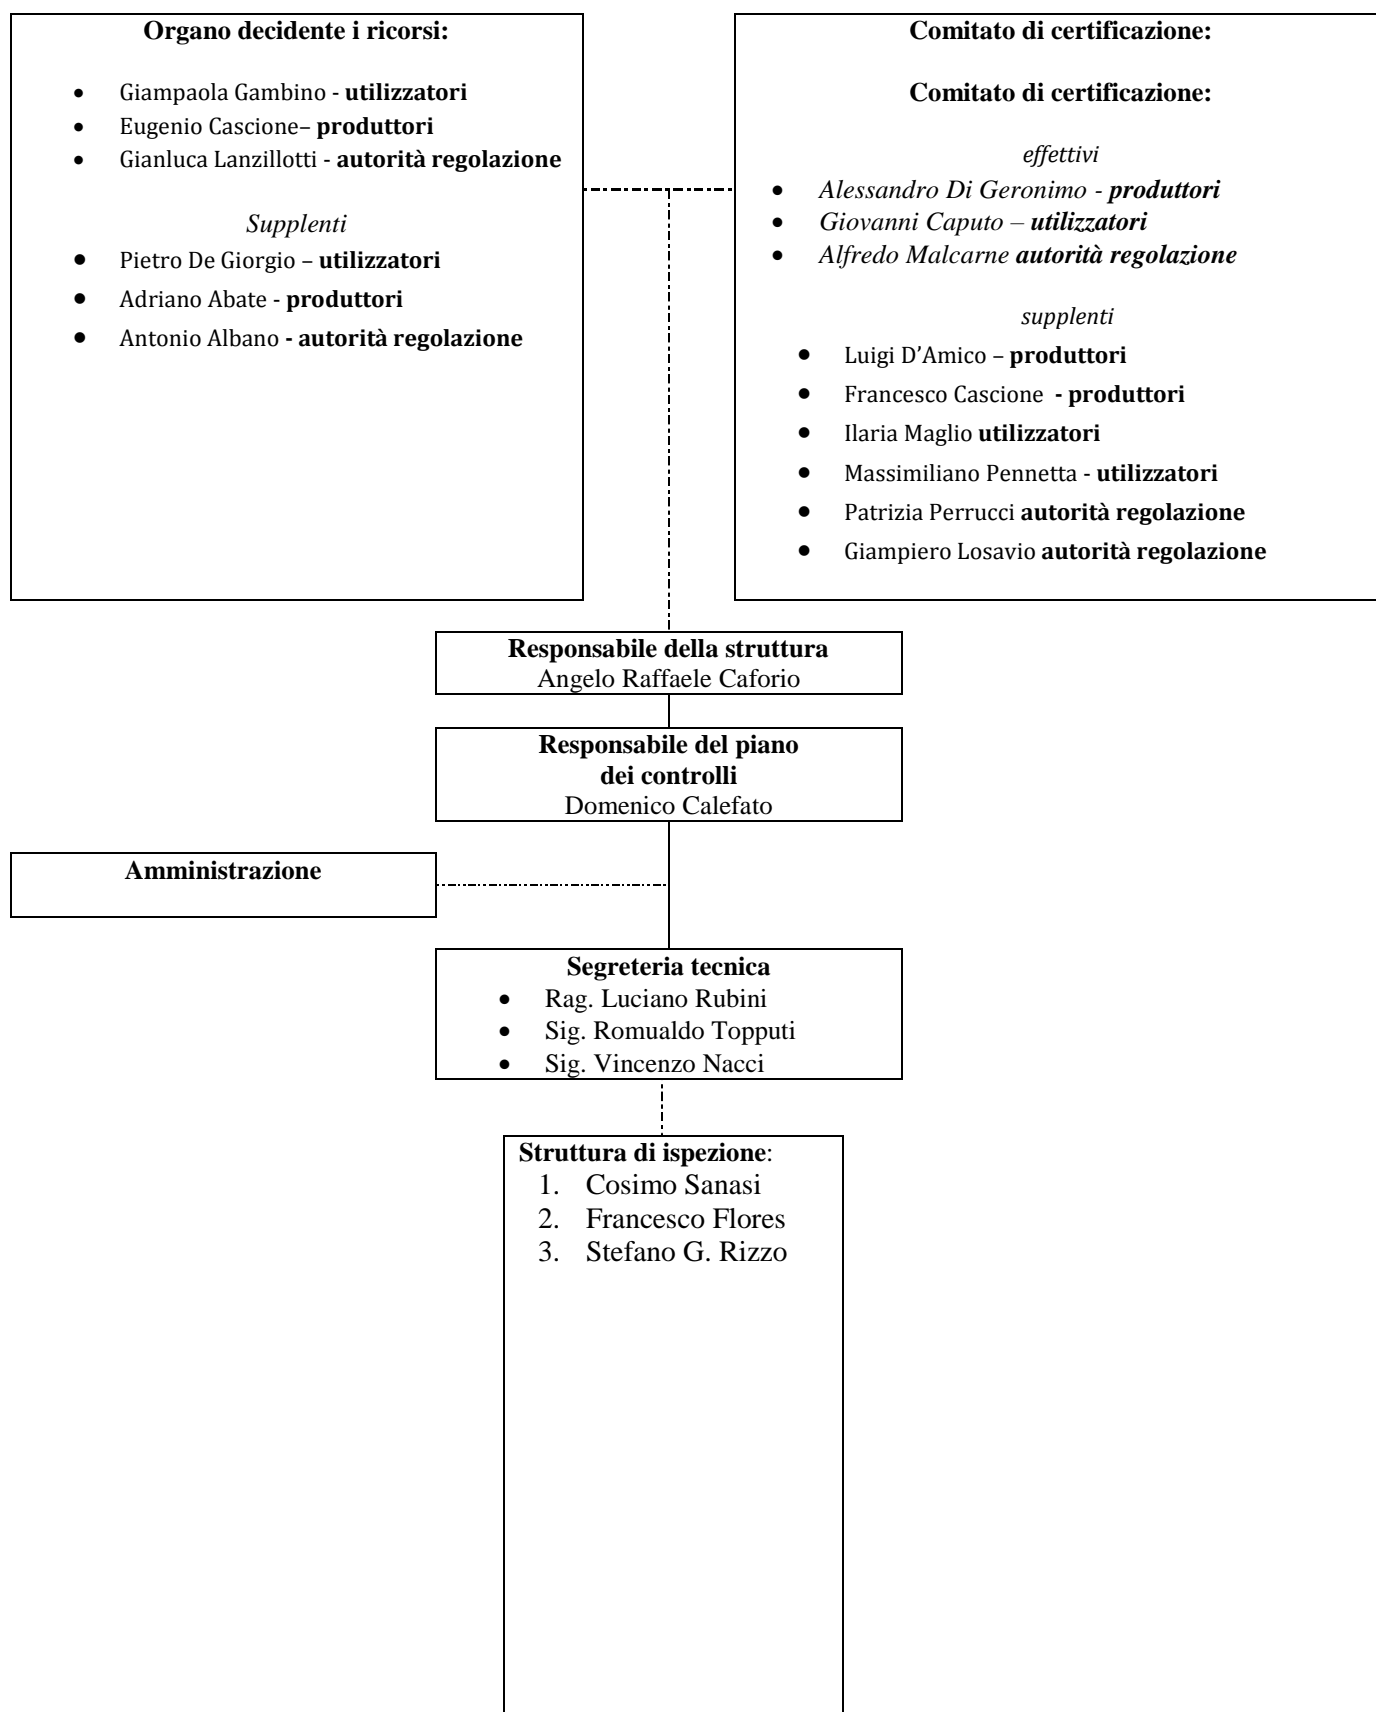 Organo decidente i ricorsi:
• Giampaola Gambino - utilizzatori
• Eugenio Cascione– produttori
• Gianluca Lanzillotti - autorità regolazione
Supplenti
• Pietro De Giorgio – utilizzatori
• Adriano Abate - produttori
• Antonio Albano - autorità regolazione
Comitato di certificazione:
Comitato di certificazione:
effettivi
• Alessandro Di Geronimo - produttori
• Giovanni Caputo – utilizzatori
• Alfredo Malcarne autorità regolazione
supplenti
• Luigi D’Amico – produttori
• Francesco Cascione - produttori
• Ilaria Maglio utilizzatori
• Massimiliano Pennetta - utilizzatori
• Patrizia Perrucci autorità regolazione
• Giampiero Losavio autorità regolazione
Responsabile della struttura
Angelo Raffaele Caforio
Responsabile del piano
dei controlli
Domenico Calefato
Amministrazione
Segreteria tecnica
• Rag. Luciano Rubini
• Sig. Romualdo Topputi
• Sig. Vincenzo Nacci
Struttura di ispezione:
1. Cosimo Sanasi
2. Francesco Flores
3. Stefano G. Rizzo